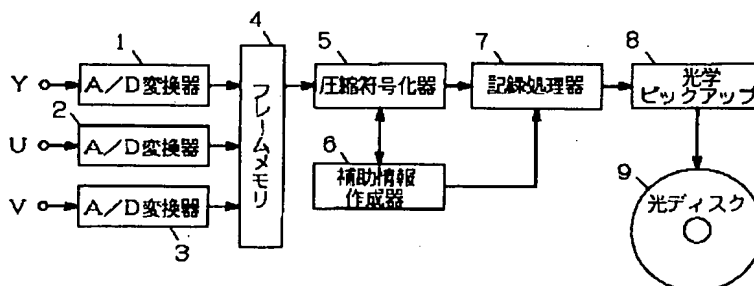 4
1
5
7
8
Y
A/D変換器
フレームメモリ
圧縮符号化器
記録処理器
光学
ピックアップ
2
U
A/D変換器
6
補助情報
作成器
9
光ディスク
V
A/D変換器
3